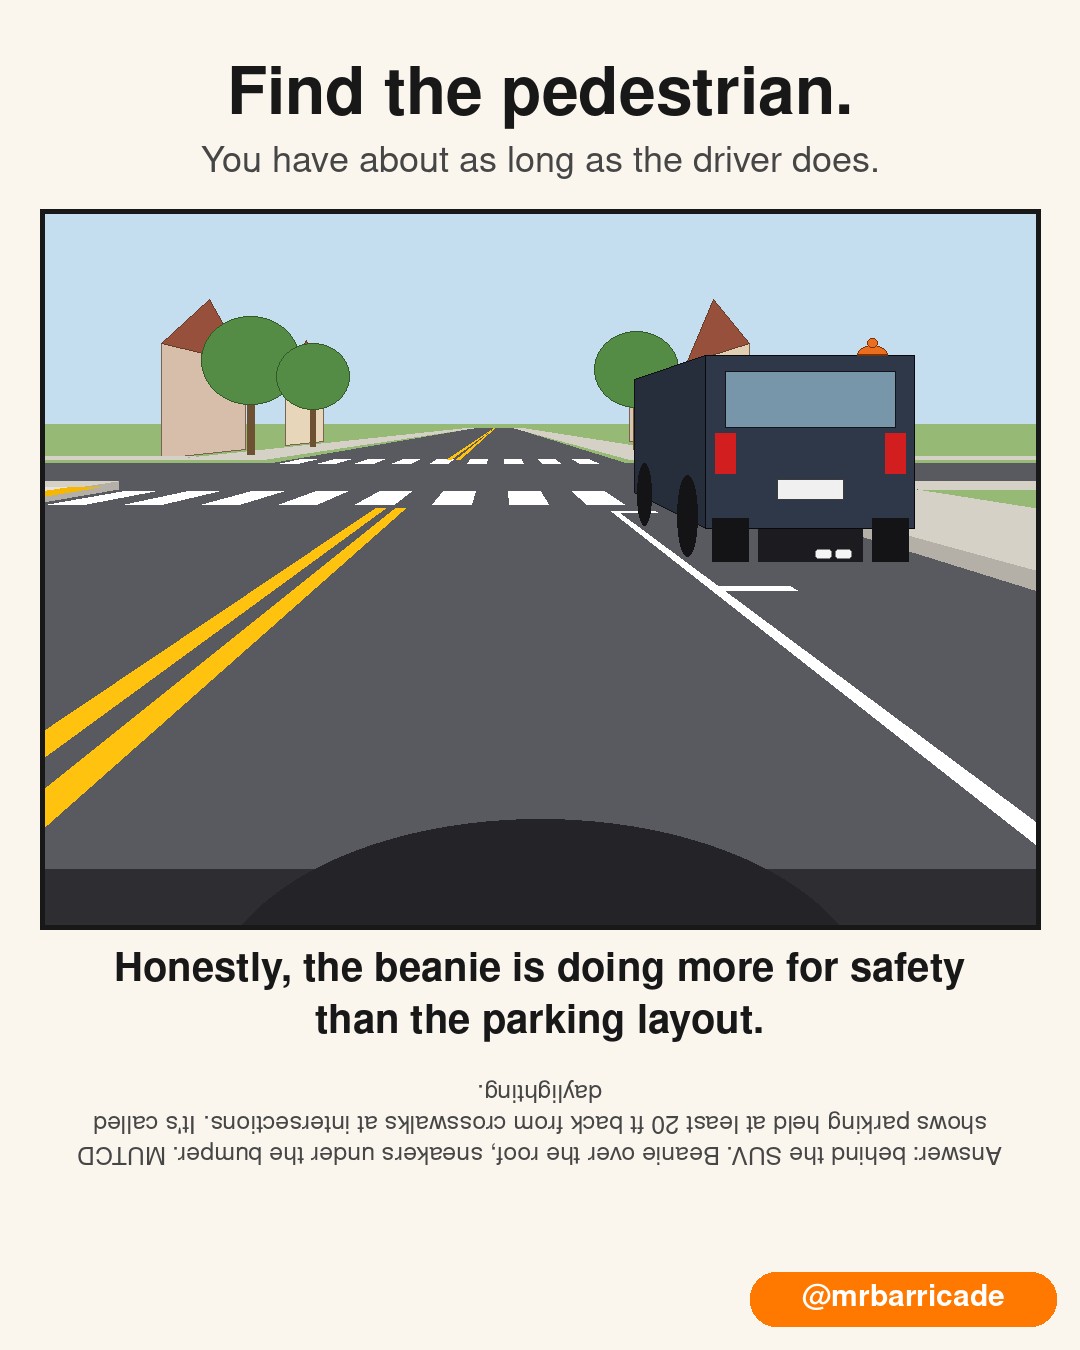 Find the pedestrian.
You have about as long as the driver does.
Honestly, the beanie is doing more for safety
than the parking layout.
Answer: behind the SUV. Beanie over the roof, sneakers under the bumper. MUTCD
shows parking held at least 20 ft back from crosswalks at intersections. It's called
daylighting.
@mrbarricade